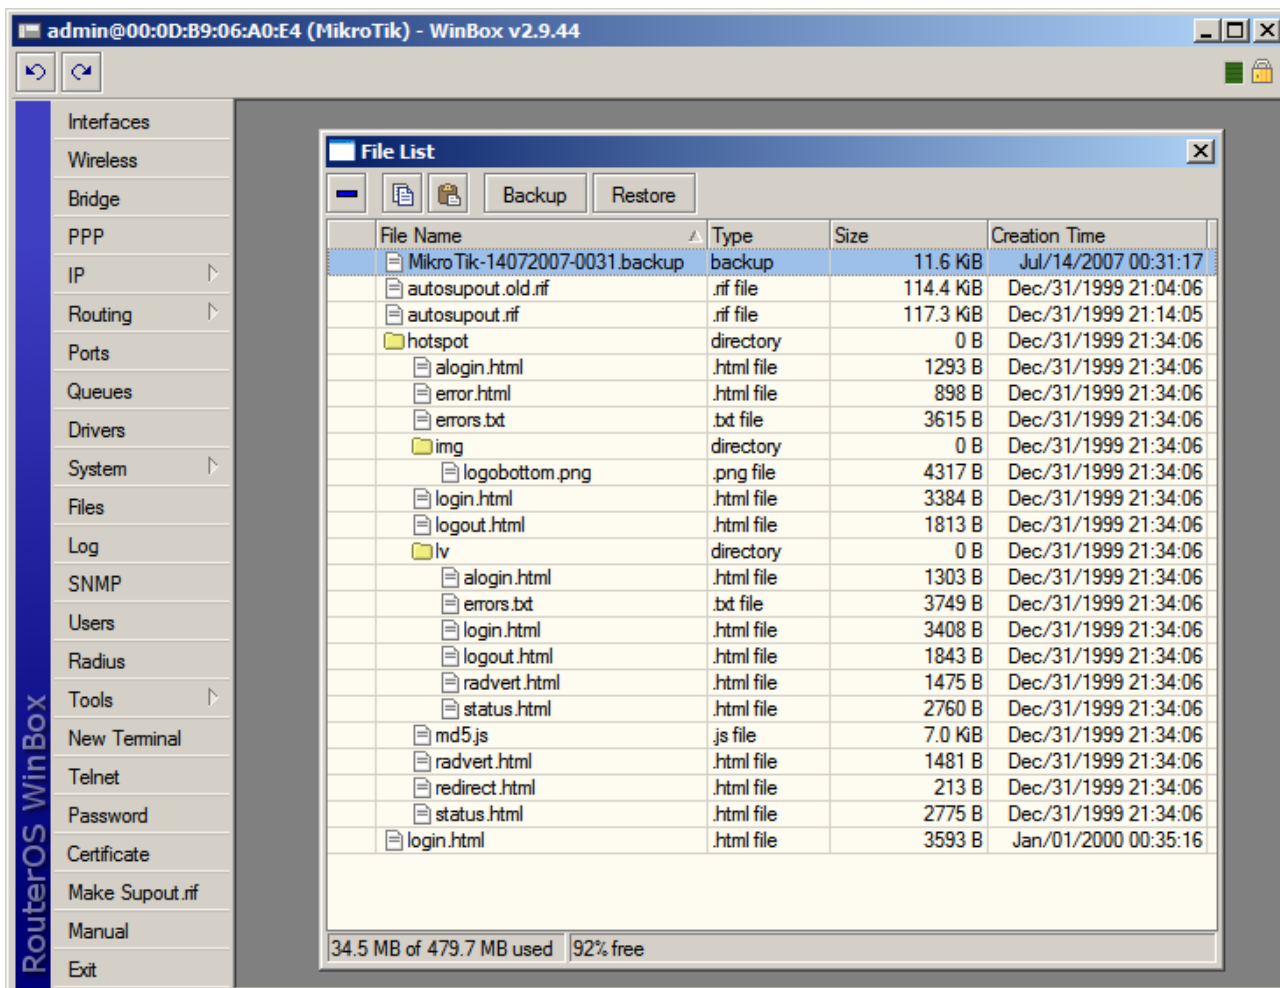 admin@00:0D:B9:06:A0:E4 (MikroTik) - WinBox v2.9.44
RouterOS WinBox
Interfaces
Wireless
Bridge
PPP
IP
Routing
Ports
Queues
Drivers
System
Files
Log
SNMP
Users
Radius
Tools
New Terminal
Telnet
Password
Certificate
Make Supout.rif
Manual
Exit
File List
Backup Restore
File Name Type Size Creation Time
MikroTik-14072007-0031.backup backup 11.6 KiB Jul/14/2007 00:31:17
autosupout.old.rif .rif file 114.4 KiB Dec/31/1999 21:04:06
autosupout.rif .rif file 117.3 KiB Dec/31/1999 21:14:05
hotspot directory 0 B Dec/31/1999 21:34:06
alogin.html .html file 1293 B Dec/31/1999 21:34:06
error.html .html file 898 B Dec/31/1999 21:34:06
errors.txt .txt file 3615 B Dec/31/1999 21:34:06
img directory 0 B Dec/31/1999 21:34:06
logobottom.png .png file 4317 B Dec/31/1999 21:34:06
login.html .html file 3384 B Dec/31/1999 21:34:06
logout.html .html file 1813 B Dec/31/1999 21:34:06
lv directory 0 B Dec/31/1999 21:34:06
alogin.html .html file 1303 B Dec/31/1999 21:34:06
errors.txt .txt file 3749 B Dec/31/1999 21:34:06
login.html .html file 3408 B Dec/31/1999 21:34:06
logout.html .html file 1843 B Dec/31/1999 21:34:06
radvert.html .html file 1475 B Dec/31/1999 21:34:06
status.html .html file 2760 B Dec/31/1999 21:34:06
md5.js .js file 7.0 KiB Dec/31/1999 21:34:06
radvert.html .html file 1481 B Dec/31/1999 21:34:06
redirect.html .html file 213 B Dec/31/1999 21:34:06
status.html .html file 2775 B Dec/31/1999 21:34:06
login.html .html file 3593 B Jan/01/2000 00:35:16
34.5 MB of 479.7 MB used 92% free